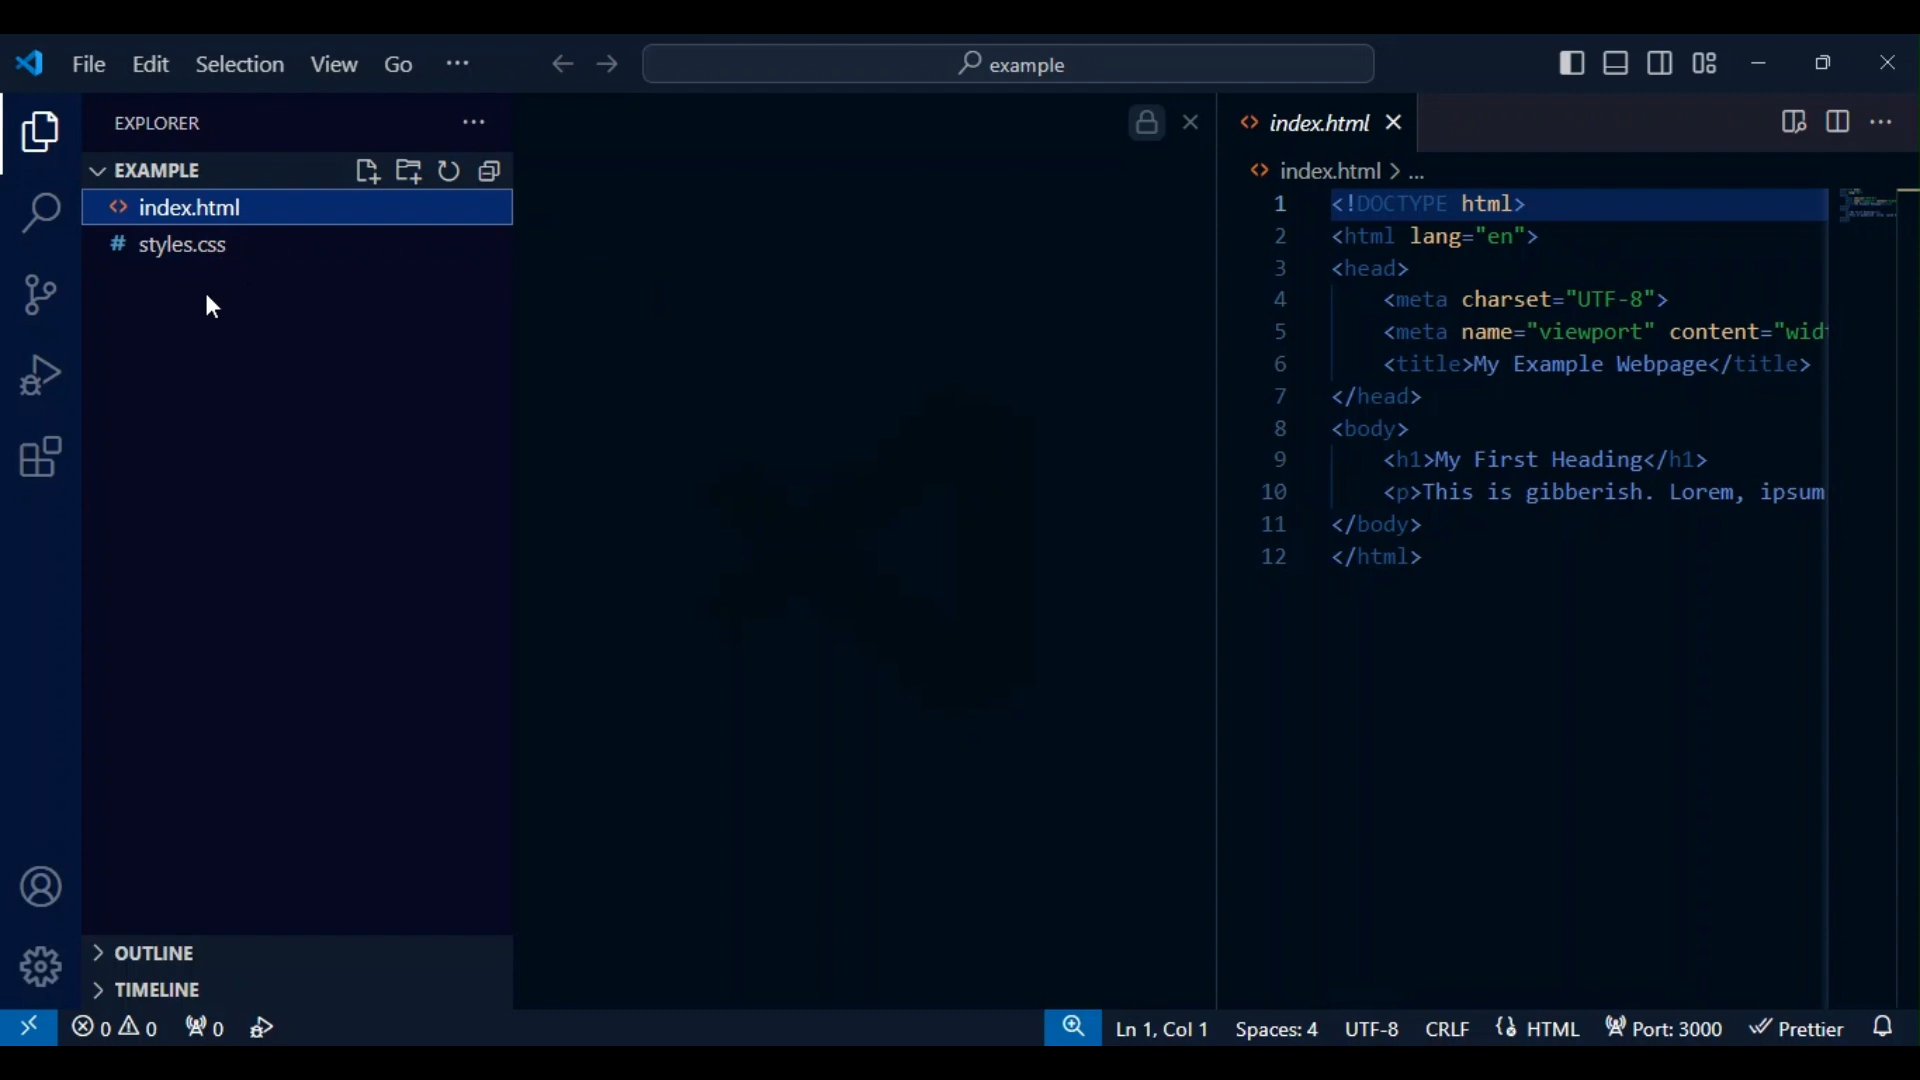 File Edit Selection View Go ···
example
EXPLORER
EXAMPLE
index.html
# styles.css
OUTLINE
TIMELINE
index.html
index.html > ...
1 <!DOCTYPE html>
2 <html lang="en">
3 <head>
4 <meta charset="UTF-8">
5 <meta name="viewport" content="wid
6 <title>My Example Webpage</title>
7 </head>
8 <body>
9 <h1>My First Heading</h1>
10 <p>This is gibberish. Lorem, ipsum
11 </body>
12 </html>
0 0 0 Ln 1, Col 1 Spaces: 4 UTF-8 CRLF HTML Port: 3000 Prettier